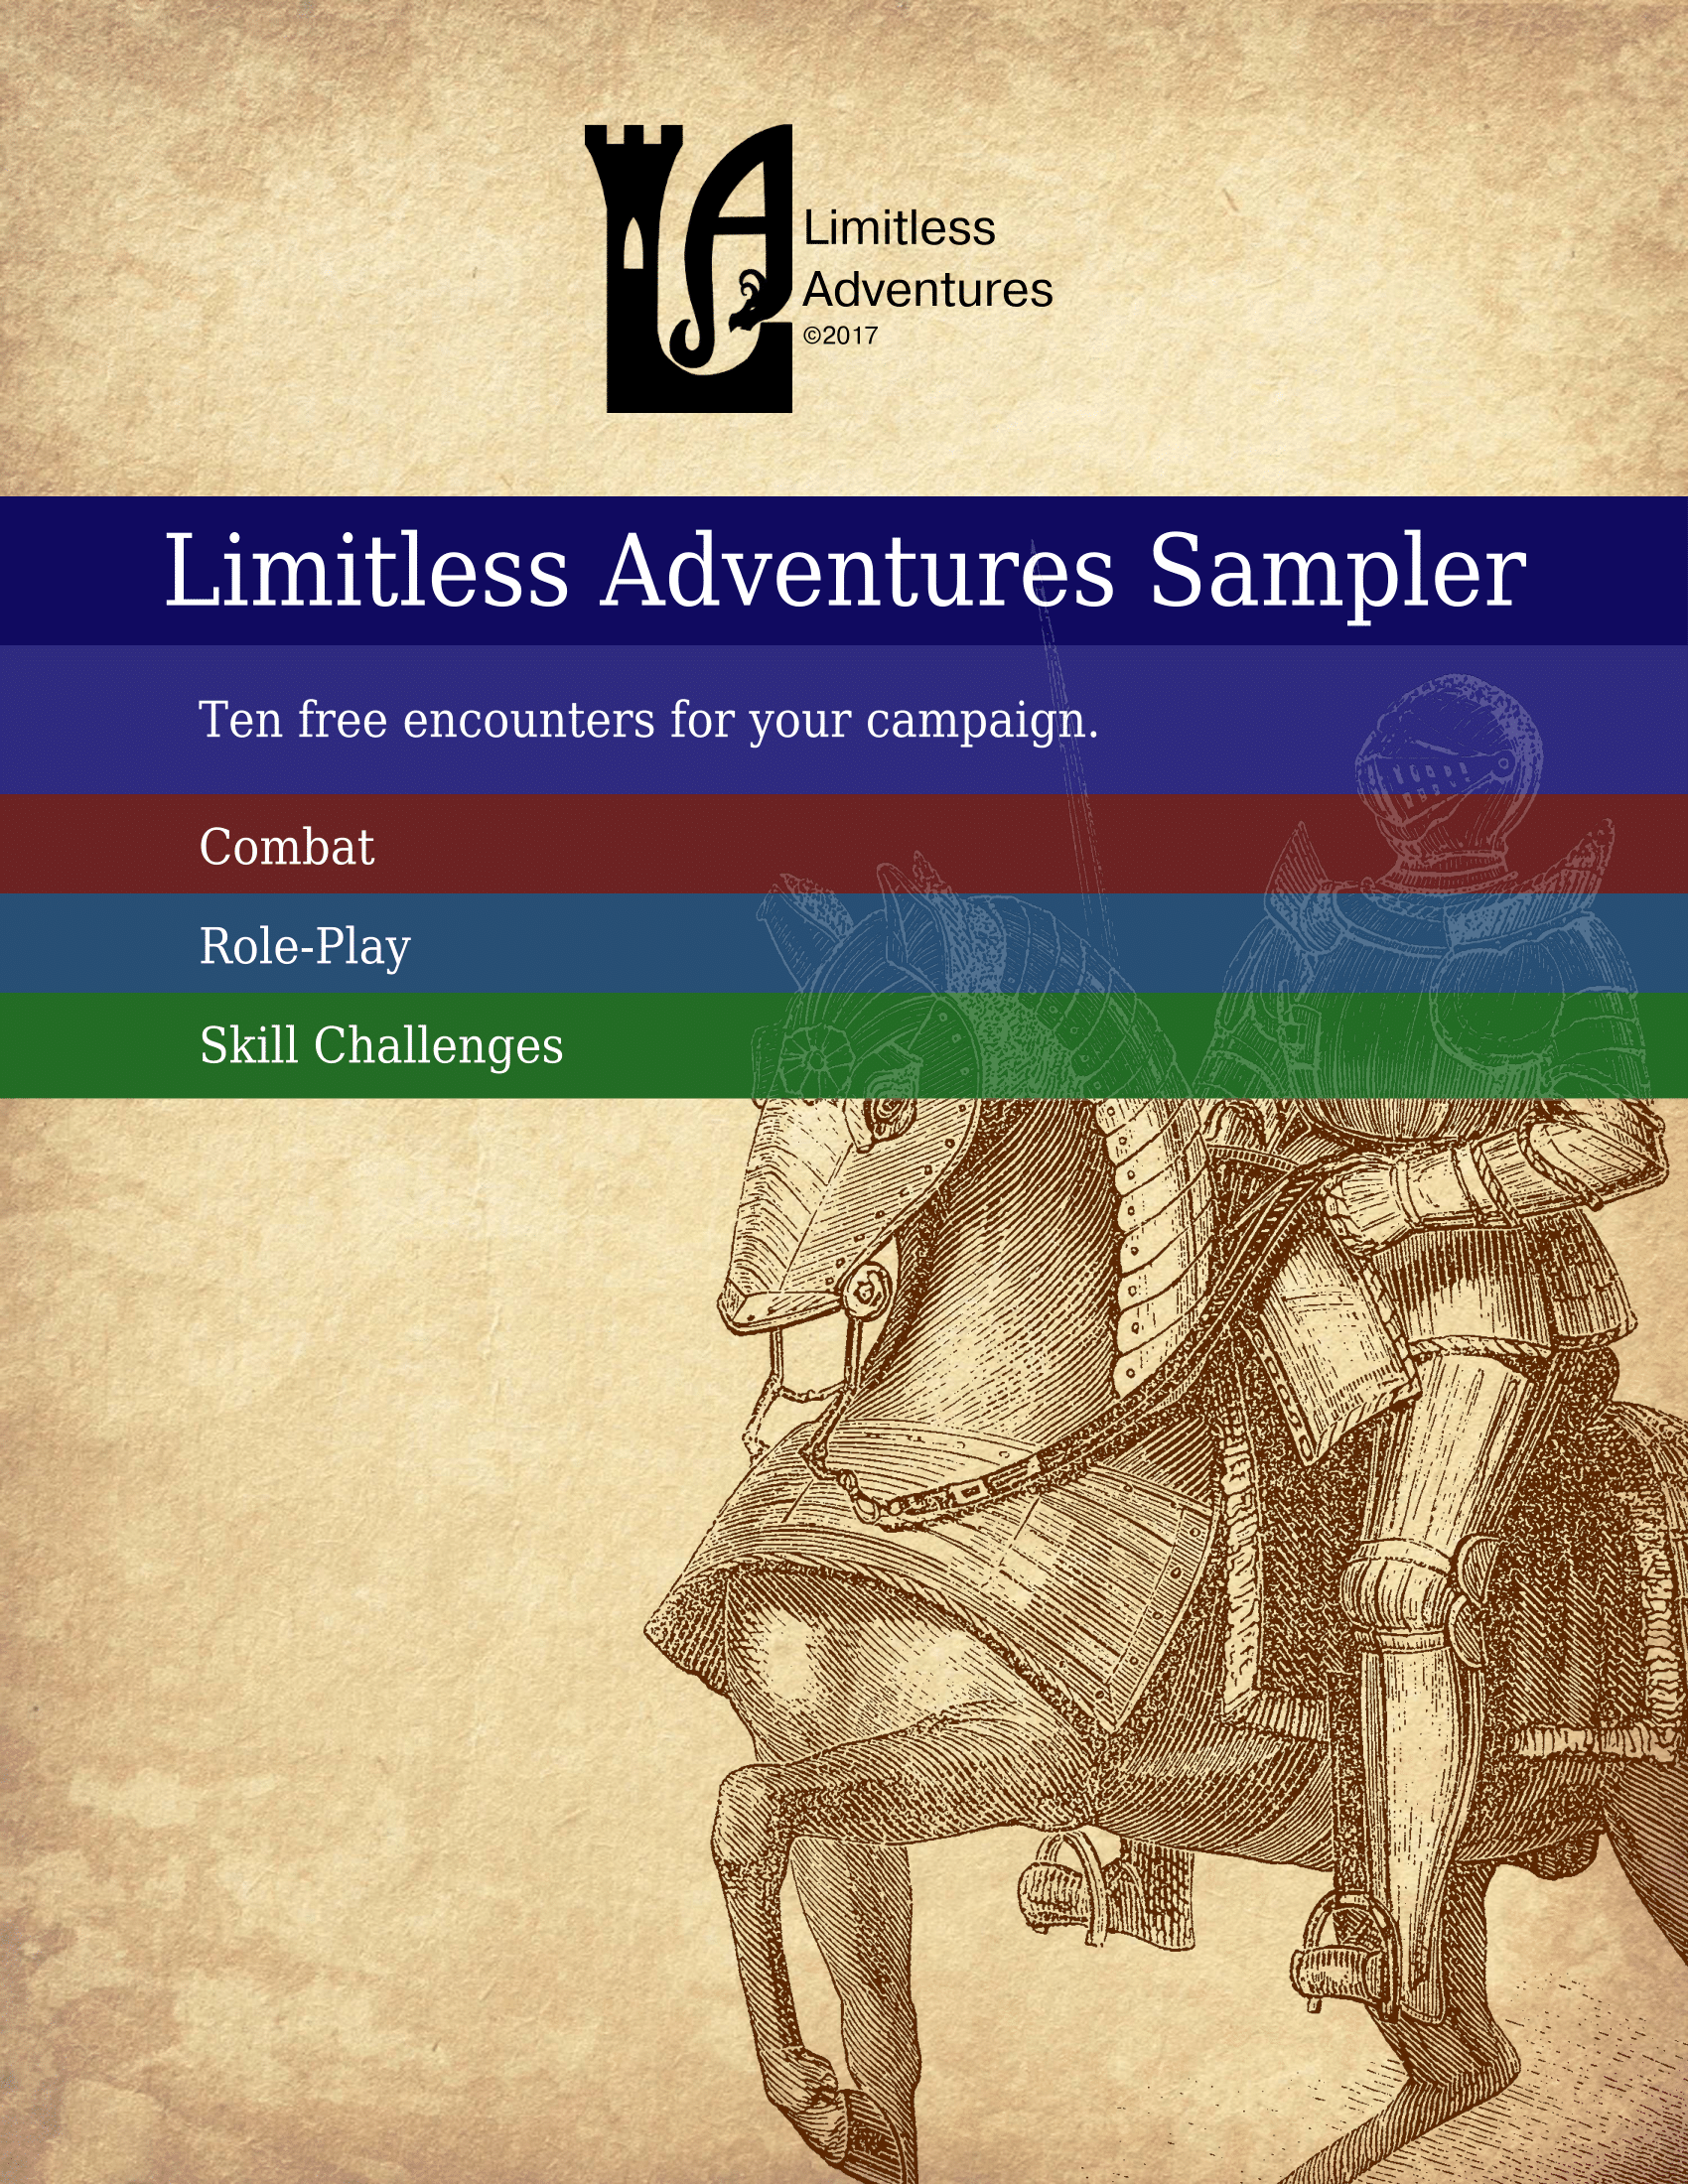 Limitless
Adventures
©2017
Limitless Adventures Sampler
Ten free encounters for your campaign.
Combat
Role-Play
Skill Challenges